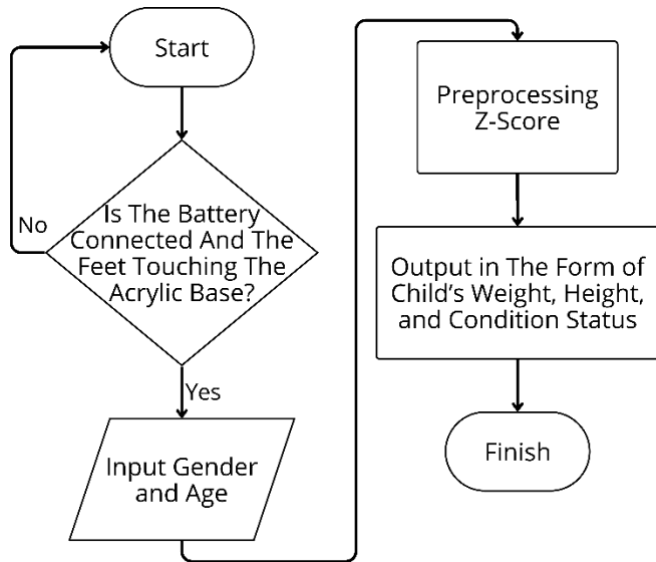 Start
Is The Battery
Connected And The
Feet Touching The
Acrylic Base?
No
Yes
Input Gender
and Age
Preprocessing
Z-Score
Output in The Form of
Child's Weight, Height,
and Condition Status
Finish